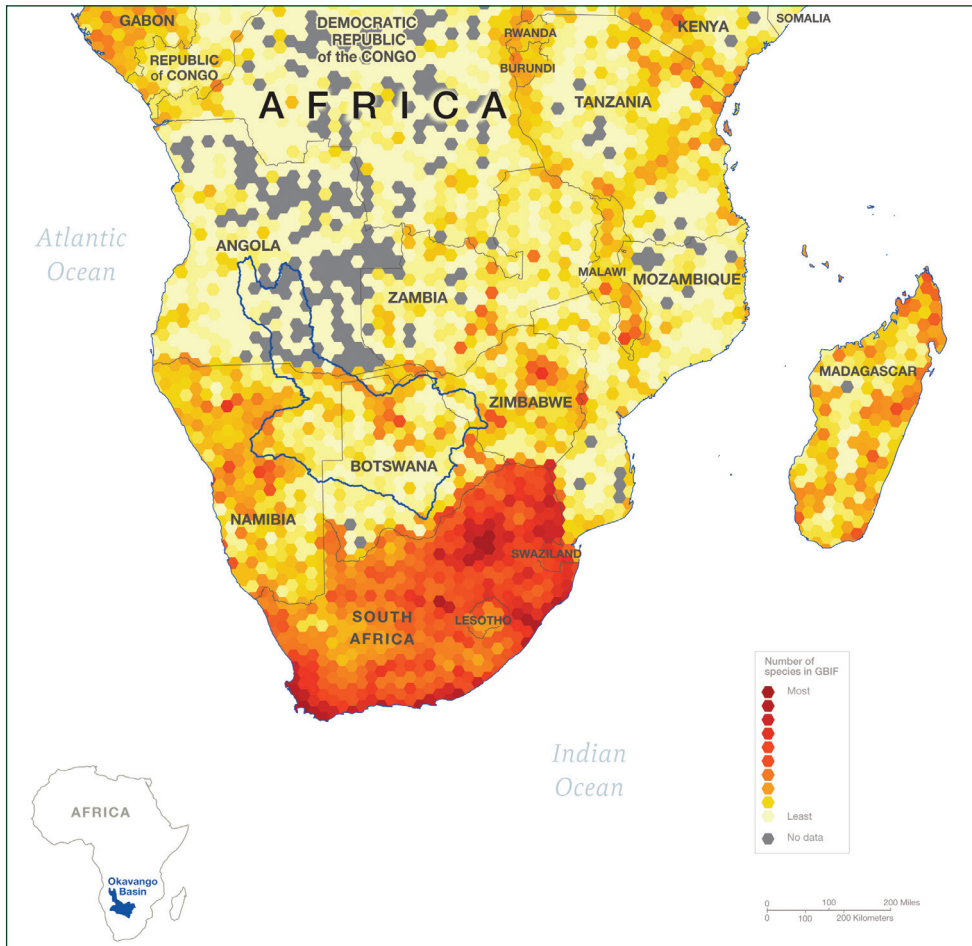 GABON
DEMOCRATIC
REPUBLIC
of the CONGO
RWANDA
KENYA
SOMALIA
REPUBLIC
of CONGO
BURUNDI
AFRICA
TANZANIA
Atlantic
Ocean
ANGOLA
ZAMBIA
MALAWI
MOZAMBIQUE
MADAGASCAR
ZIMBABWE
BOTSWANA
NAMIBIA
SWAZILAND
SOUTH
AFRICA
LESOTHO
Indian
Ocean
Number of
species in GBIF
Most
Least
No data
AFRICA
Okavango
Basin
0 100 200 Miles
0 100 200 Kilometers